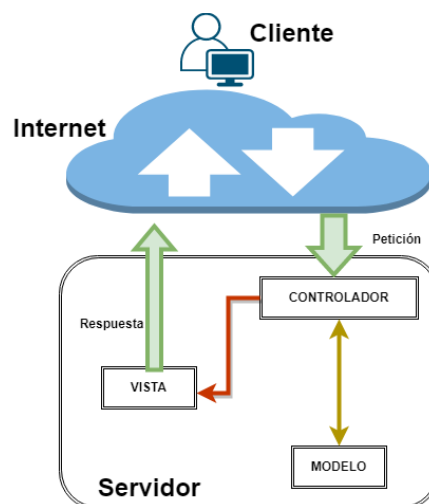 Cliente
Internet
Petición
CONTROLADOR
Respuesta
VISTA
MODELO
Servidor